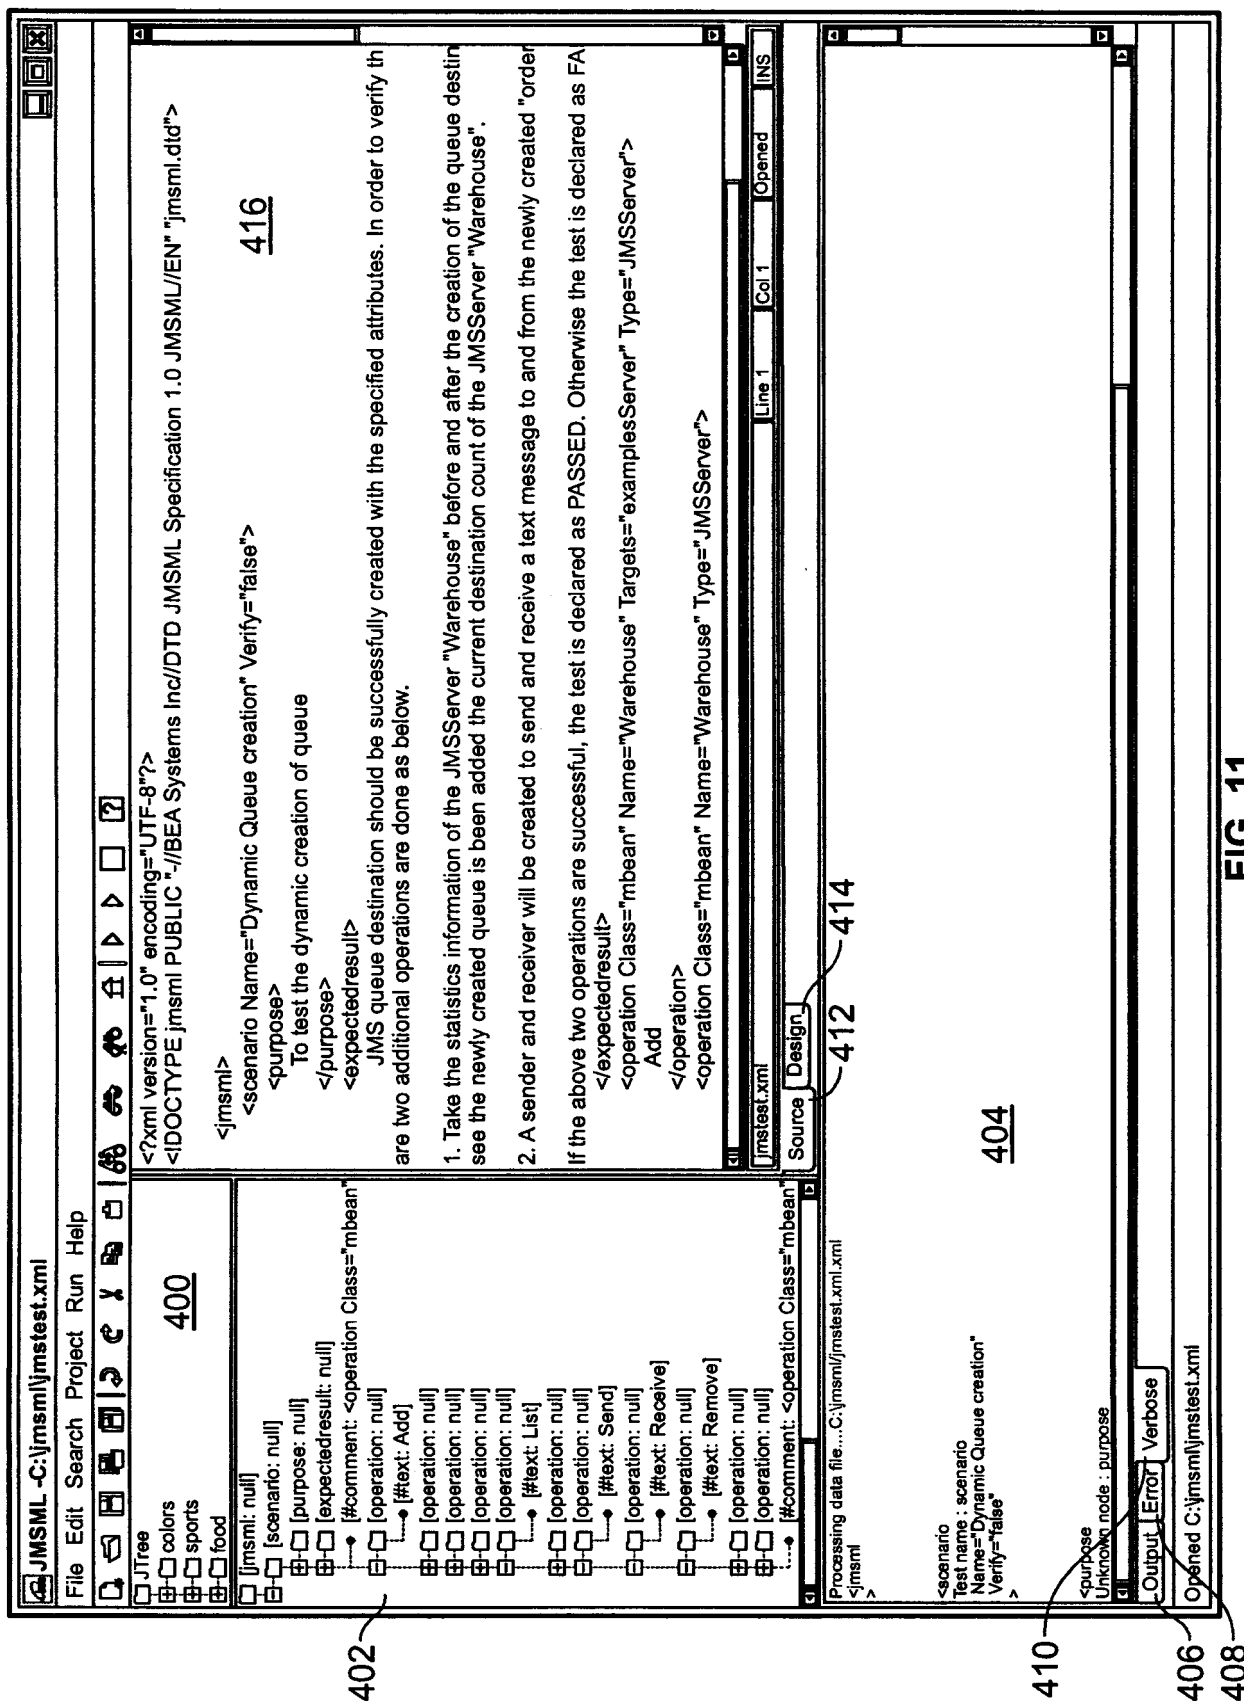 JMSML -C:\jmsml\jmstest.xml
File Edit Search Project Run Help
JTree
colors
sports
food
400
[jmsml: null]
[scenario: null]
[purpose: null]
[expectedresult: null]
[#comment: <operation Class="mbean"
[operation: null]
[#text: Add]
[operation: null]
[operation: null]
[operation: null]
[operation: null]
[#text: List]
[operation: null]
[operation: null]
[#text: Send]
[operation: null]
[#text: Receive]
[operation: null]
[#text: Remove]
[operation: null]
[operation: null]
[#comment: <operation Class="mbean"
402
<?xml version="1.0" encoding="UTF-8"?>
<!DOCTYPE jmsml PUBLIC "-//BEA Systems Inc//DTD JMSML Specification 1.0 JMSML//EN" "jmsml.dtd">
416
<jmsml>
<scenario Name="Dynamic Queue creation" Verify="false">
<purpose>
To test the dynamic creation of queue
</purpose>
<expectedresult>
JMS queue destination should be successfully created with the specified attributes. In order to verify th
are two additional operations are done as below.
1. Take the statistics information of the JMSServer "Warehouse" before and after the creation of the queue destin
see the newly created queue is been added the current destination count of the JMSServer "Warehouse".
2. A sender and receiver will be created to send and receive a text message to and from the newly created "order
If the above two operations are successful, the test is declared as PASSED. Otherwise the test is declared as FA
</expectedresult>
<operation Class="mbean" Name="Warehouse" Targets="examplesServer" Type="JMSServer">
Add
</operation>
<operation Class="mbean" Name="Warehouse" Type="JMSServer">
jmstest.xml Line 1 Col 1 Opened INS
Source Design
412
414
Processing data file...C:\jmsml/jmstest.xml.xml
<jmsml
>
404
<scenario
Test name : scenario
Name="Dynamic Queue creation"
Verify="false"
>
<purpose
Unknown node : purpose
Output Error Verbose
Opened C:\jmsml\jmstest.xml
410
406
408
FIG. 11